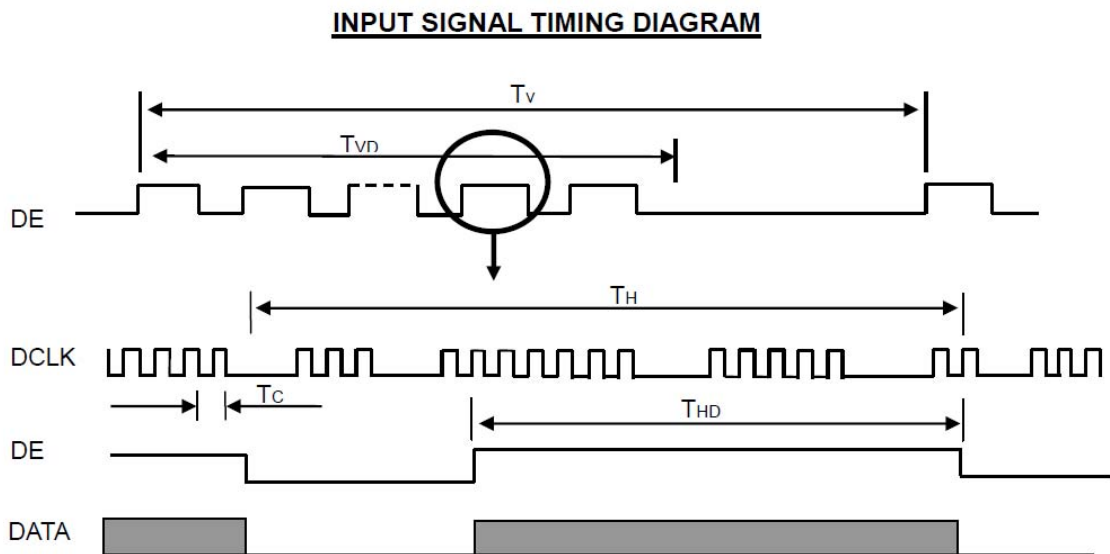 INPUT SIGNAL TIMING DIAGRAM
TV
TVD
DE
TH
DCLK
TC
THD
DE
DATA